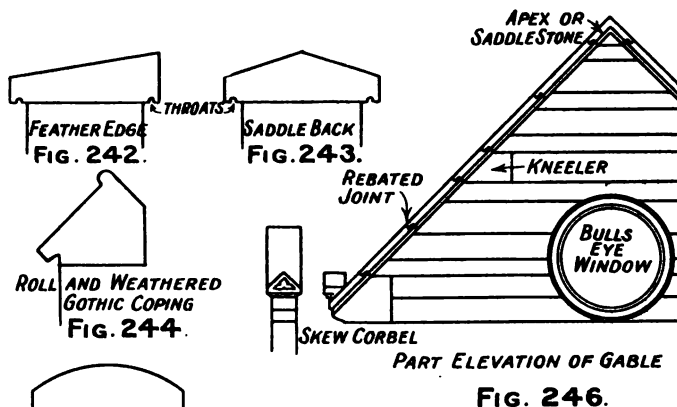 APEX OR
SADDLE STONE
THROATS
FEATHER EDGE
FIG. 242.
SADDLE BACK
FIG. 243.
KNEELER
REBATED
JOINT
BULLS
EYE
WINDOW
ROLL AND WEATHERED
GOTHIC COPING
FIG. 244.
SKEW CORBEL
PART ELEVATION OF GABLE
FIG. 246.